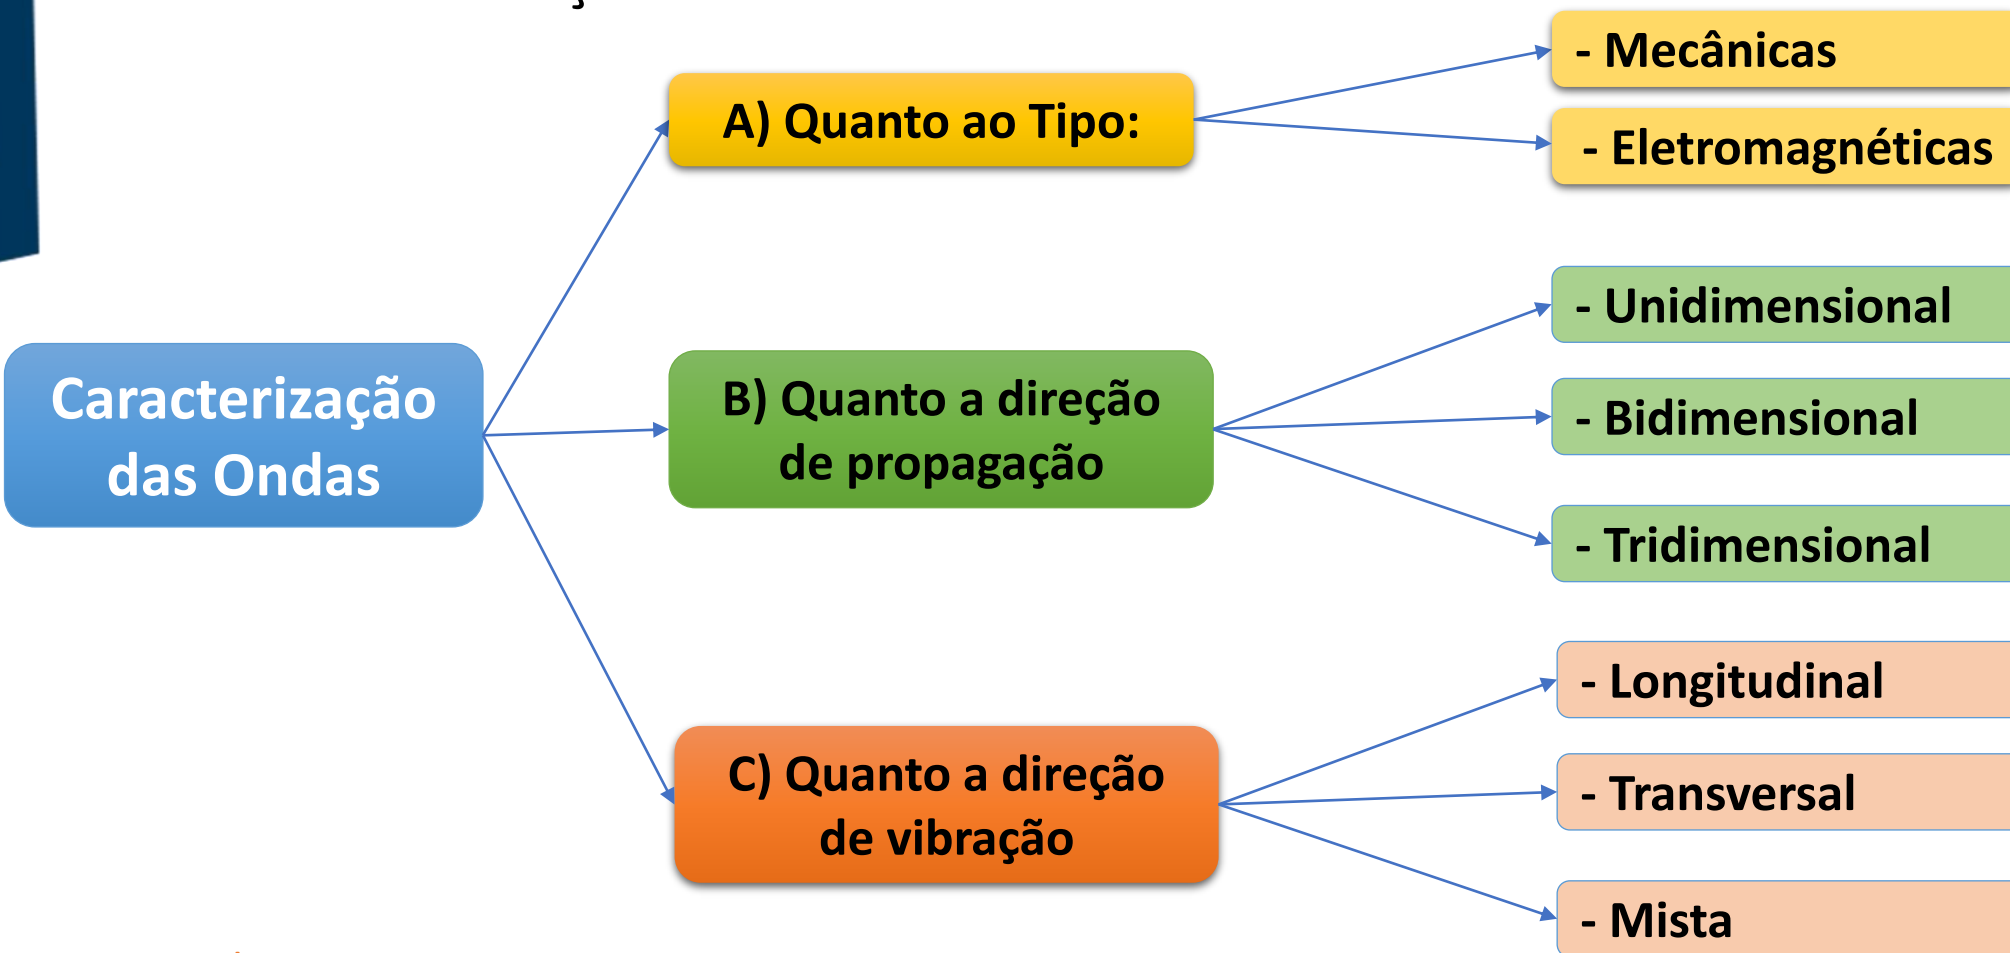 Caracterização
das Ondas
A) Quanto ao Tipo:
- Mecânicas
- Eletromagnéticas
B) Quanto a direção
de propagação
- Unidimensional
- Bidimensional
- Tridimensional
C) Quanto a direção
de vibração
- Longitudinal
- Transversal
- Mista